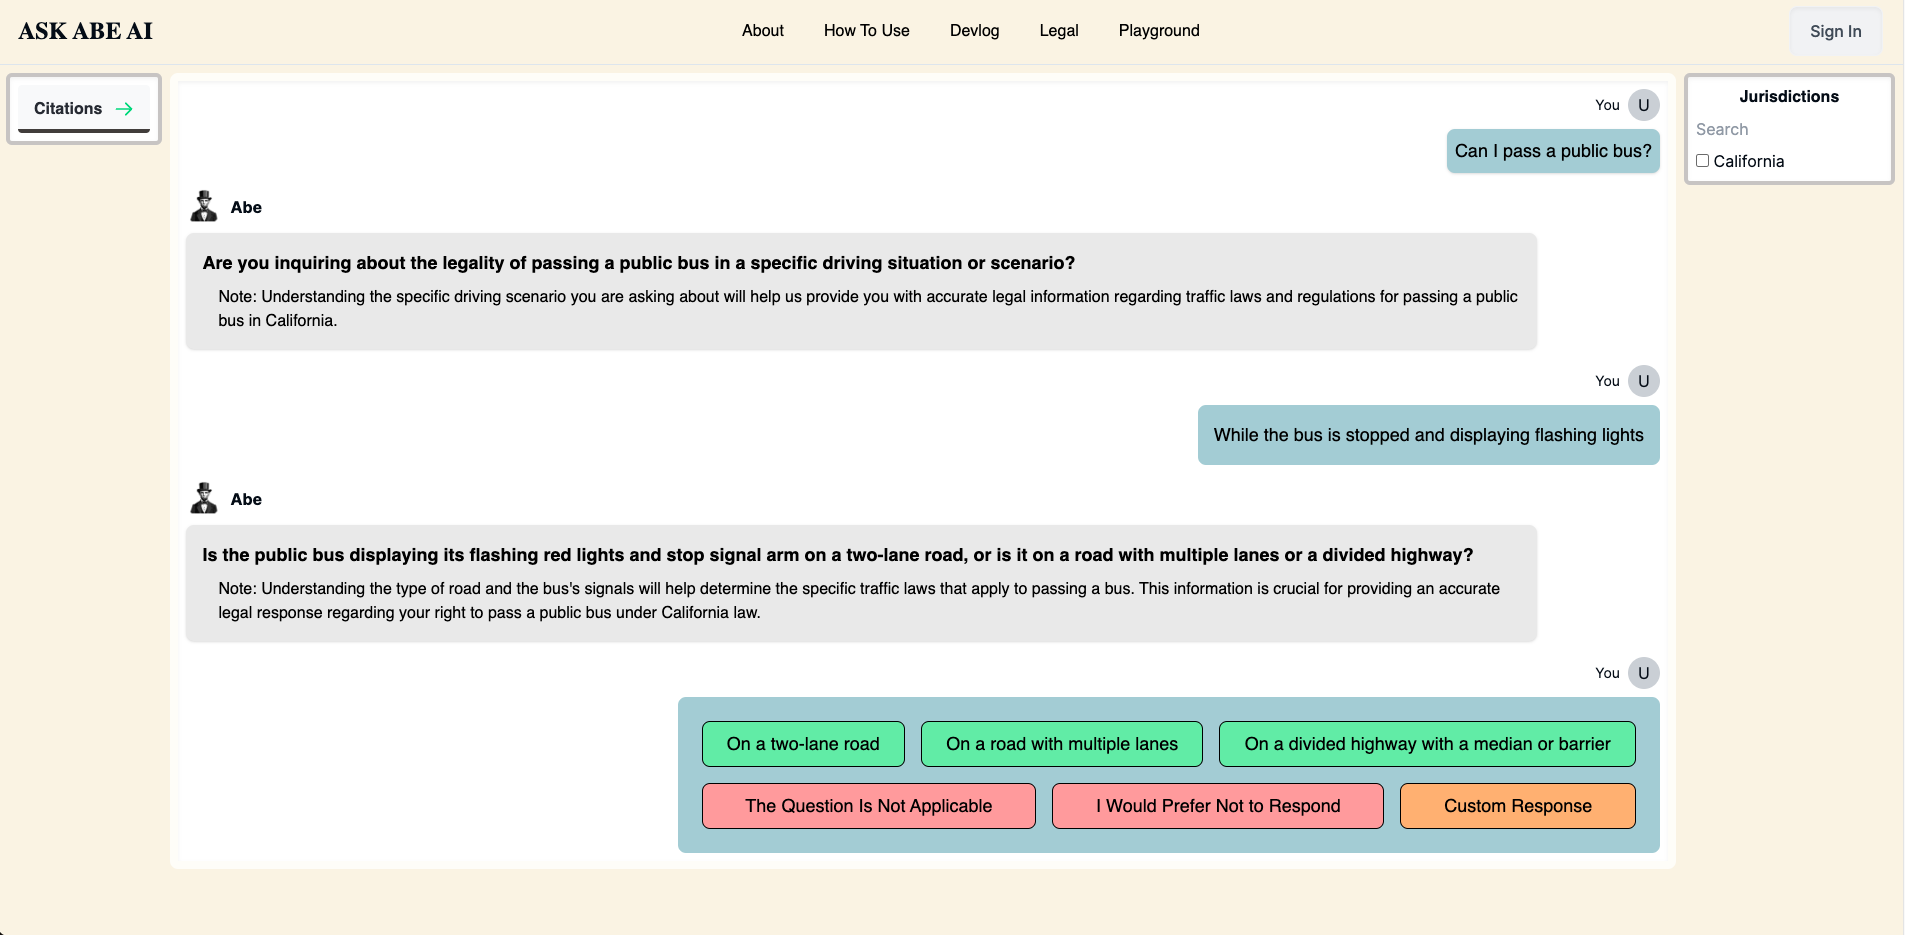 ASK ABE AI
About How To Use Devlog Legal Playground
Sign In
Citations
Jurisdictions
Search
California
You U
Can I pass a public bus?
Abe
Are you inquiring about the legality of passing a public bus in a specific driving situation or scenario?
Note: Understanding the specific driving scenario you are asking about will help us provide you with accurate legal information regarding traffic laws and regulations for passing a public
bus in California.
You U
While the bus is stopped and displaying flashing lights
Abe
Is the public bus displaying its flashing red lights and stop signal arm on a two-lane road, or is it on a road with multiple lanes or a divided highway?
Note: Understanding the type of road and the bus's signals will help determine the specific traffic laws that apply to passing a bus. This information is crucial for providing an accurate
legal response regarding your right to pass a public bus under California law.
You U
On a two-lane road On a road with multiple lanes On a divided highway with a median or barrier
The Question Is Not Applicable I Would Prefer Not to Respond Custom Response